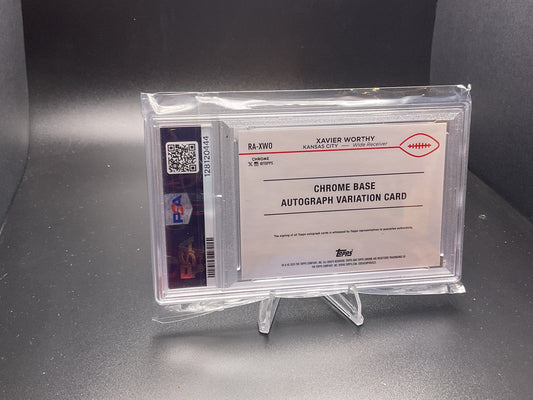 RA-XWO
XAVIER WORTHY
KANSAS CITY — Wide Receiver
CHROME
@TOPPS
CHROME BASE
AUTOGRAPH VARIATION CARD
The signing of all Topps autograph cards is witnessed by Topps representatives to guarantee authenticity.
Topps
128120444
PSA